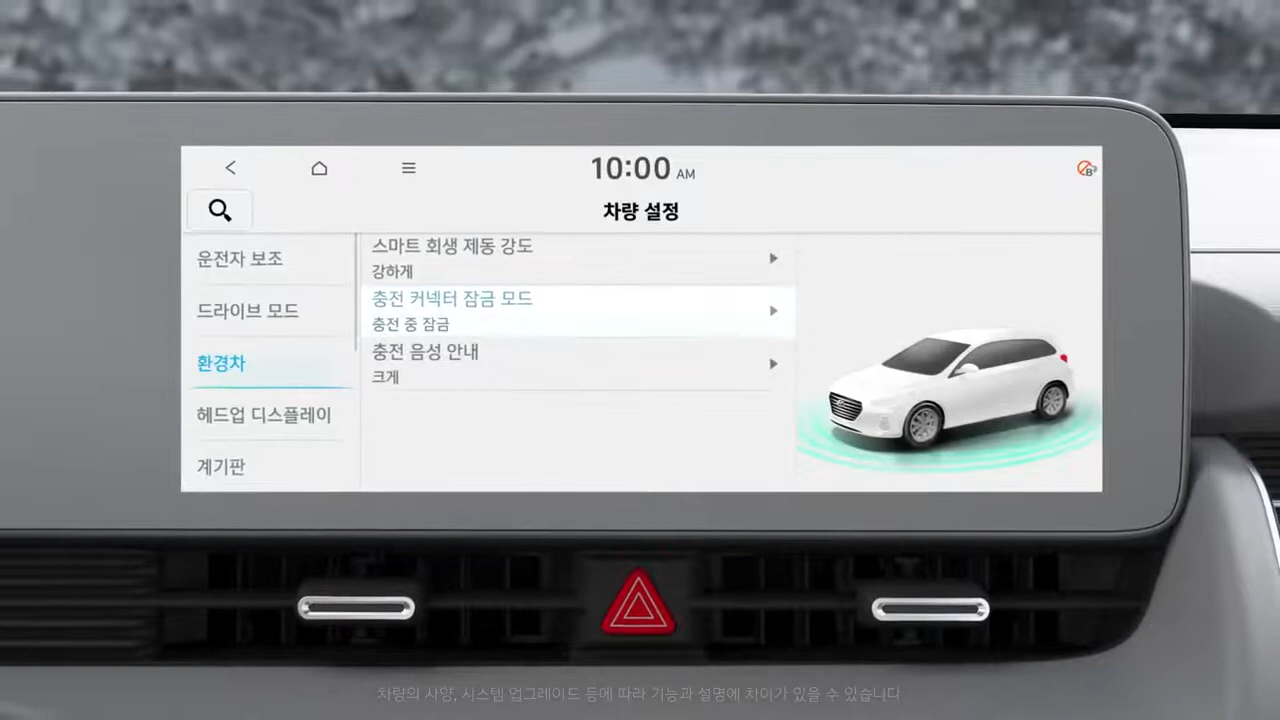 10:00 AM
차량 설정
운전자 보조
드라이브 모드
환경차
헤드업 디스플레이
계기판
스마트 회생 제동 강도
강하게
충전 커넥터 잠금 모드
충전 중 잠금
충전 음성 안내
크게
차량의 사양, 시스템 업그레이드 등에 따라 기능과 설명에 차이가 있을 수 있습니다